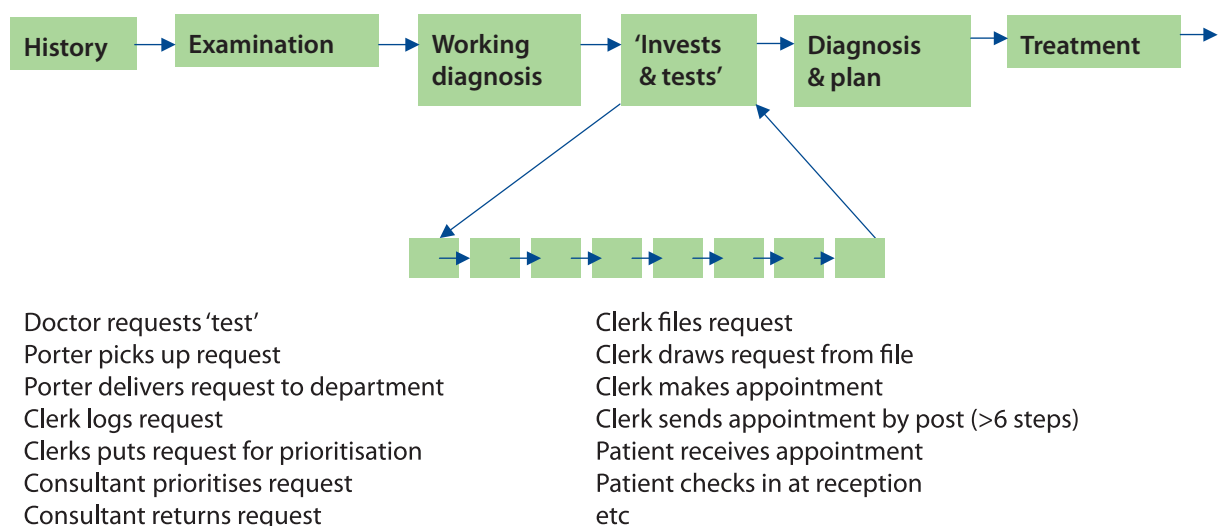 History
Examination
Working
diagnosis
‘Invests
& tests’
Diagnosis
& plan
Treatment
Doctor requests ‘test’
Porter picks up request
Porter delivers request to department
Clerk logs request
Clerks puts request for prioritisation
Consultant prioritises request
Consultant returns request
Clerk files request
Clerk draws request from file
Clerk makes appointment
Clerk sends appointment by post (>6 steps)
Patient receives appointment
Patient checks in at reception
etc